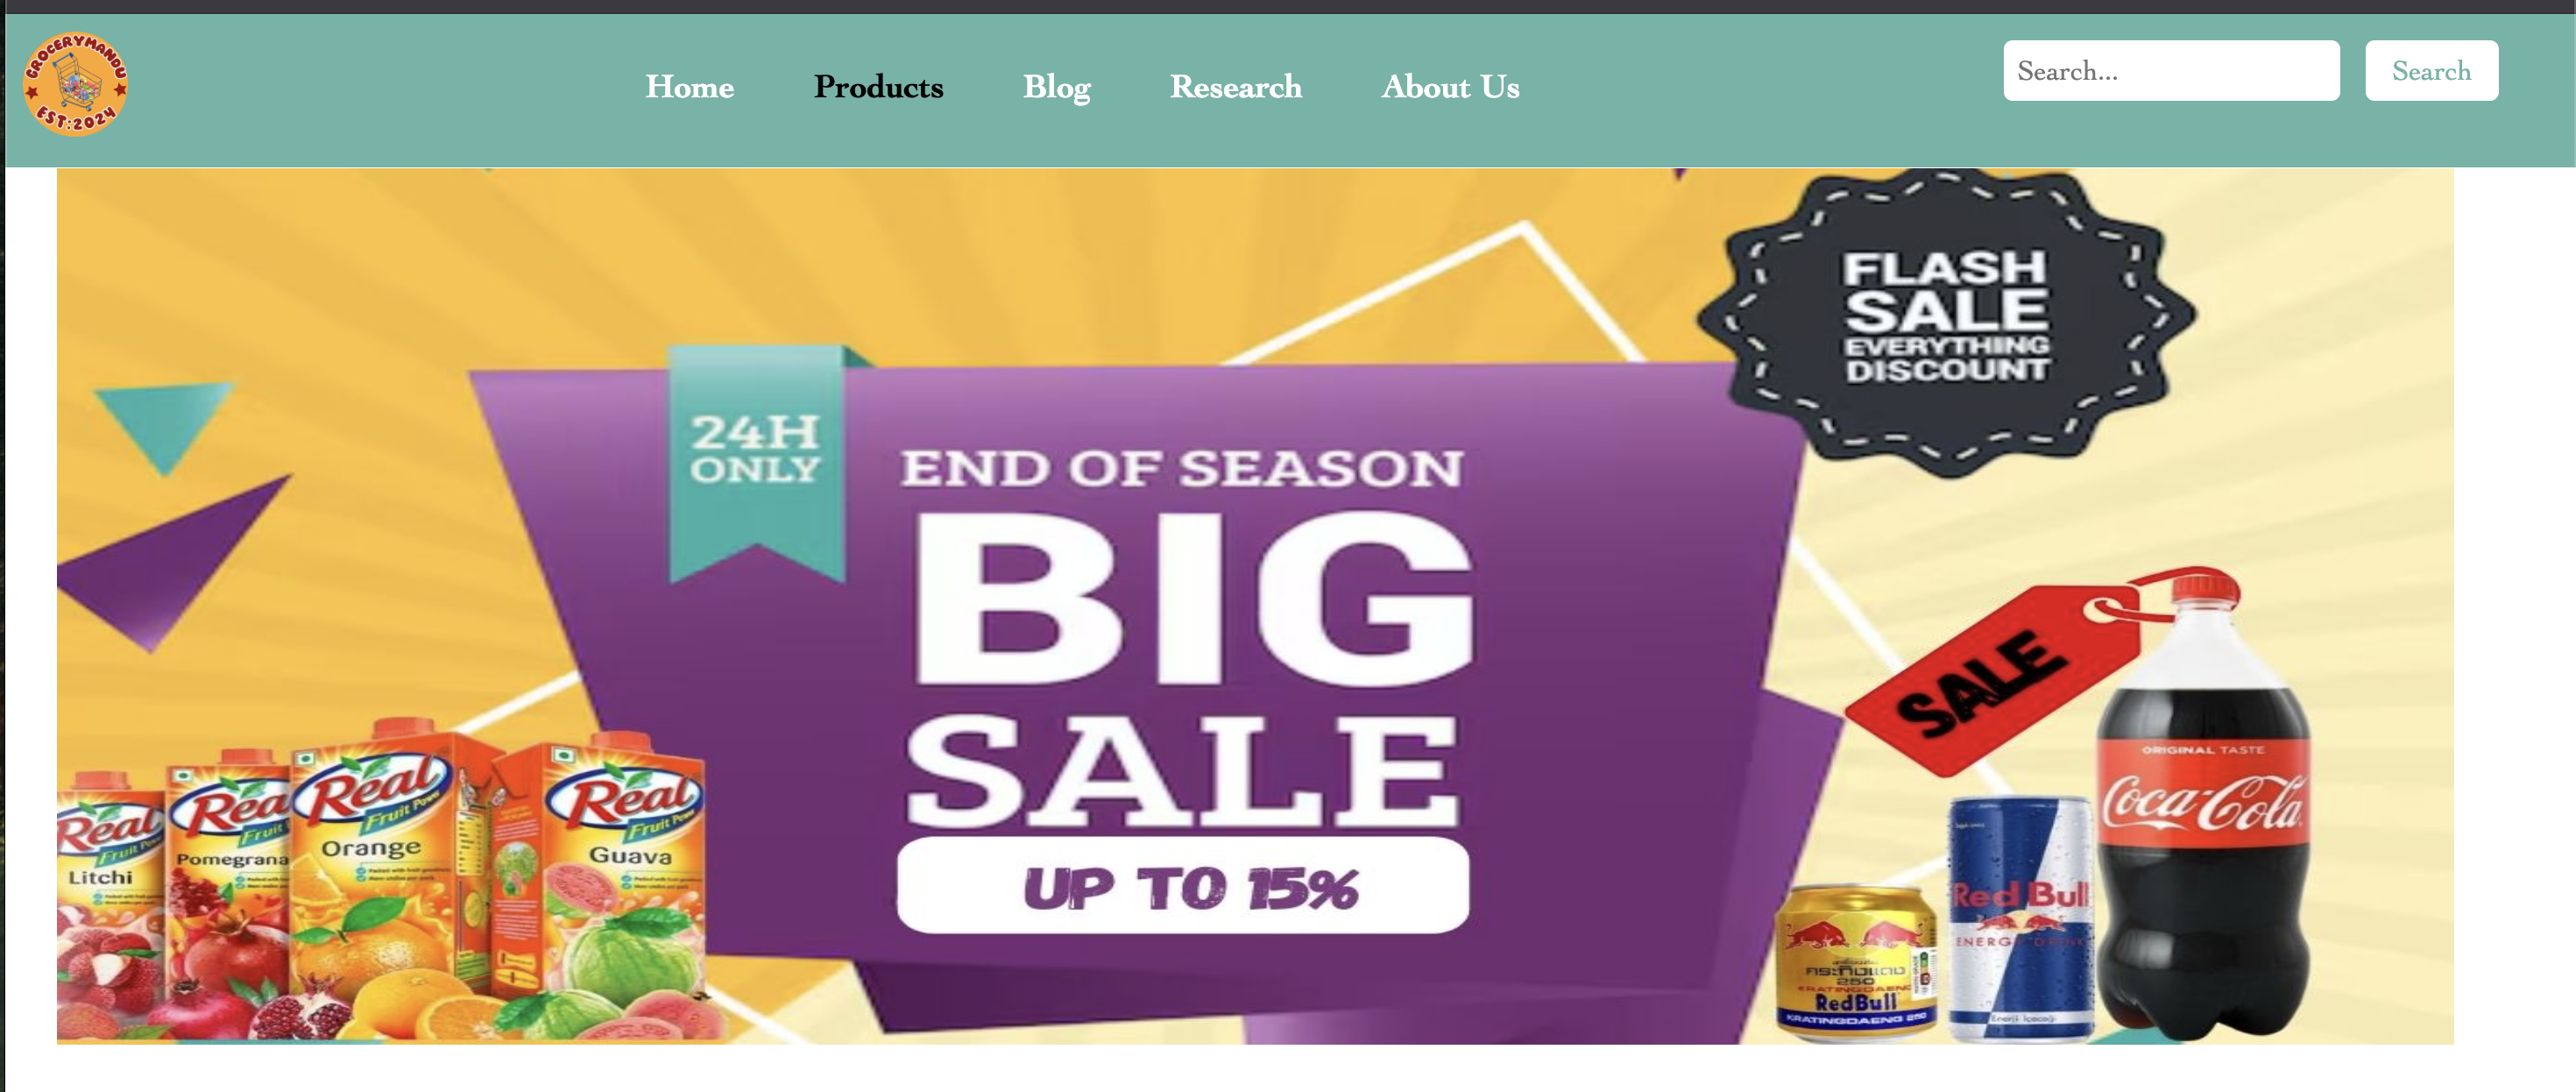 GROCERYMANDU
EST:2024
Home
Products
Blog
Research
About Us
Search...
Search
FLASH
SALE
EVERYTHING
DISCOUNT
24H
ONLY
END OF SEASON
BIG
SALE
UP TO 15%
SALE
ORIGINAL TASTE
Coca-Cola
Real
Fruit Power
Litchi
Real
Fruit
Pomegrana
Real
Fruit Power
Orange
Real
Fruit Power
Guava
Red Bull
ENERGY DRINK
Enerji İçeceği
กระทิงแดง
250
KRATINGDAENG
RedBull
KRATINGDAENG 250